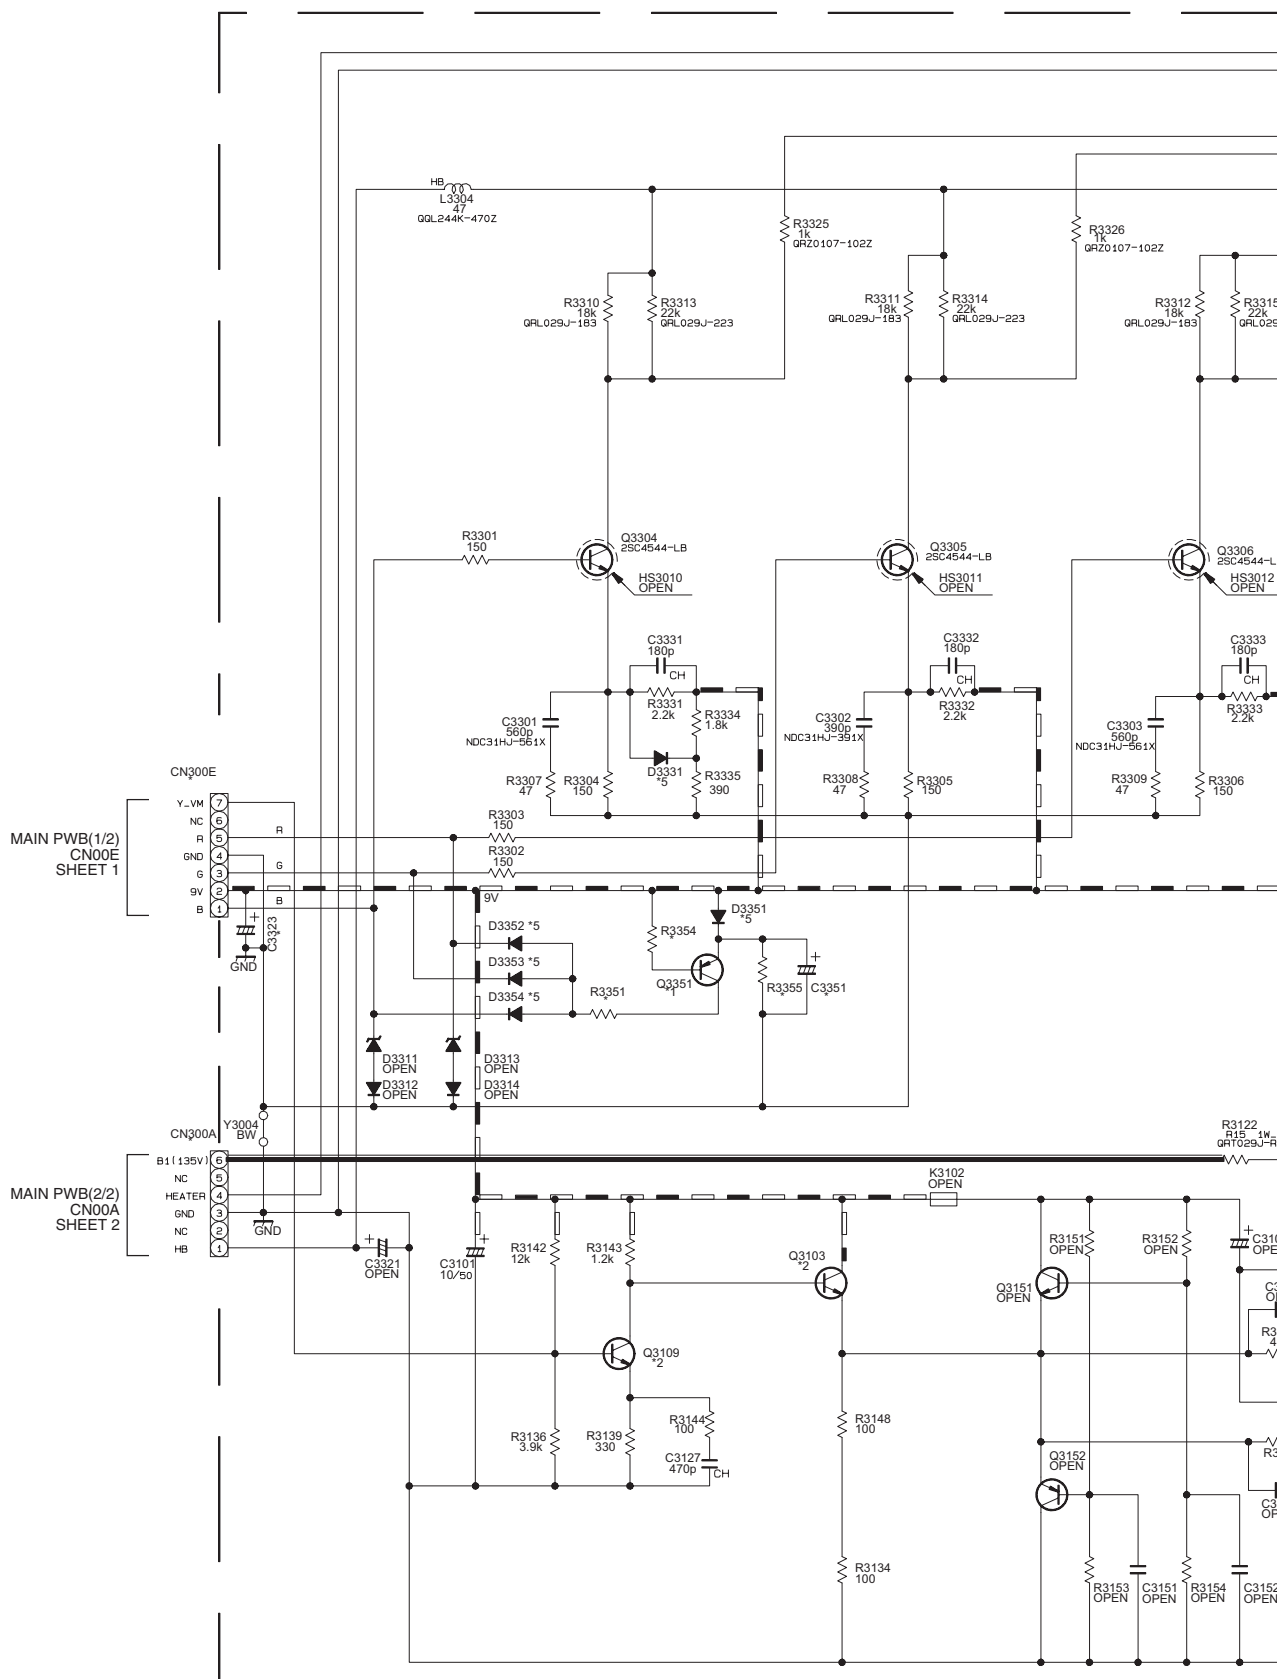 HB
L3304
47
QQL244K-470Z
R3325
1k
QRZ0107-102Z
R3326
1k
QRZ0107-102Z
R3310
18k
QRL029J-183
R3313
22k
QRL029J-223
R3311
18k
QRL029J-183
R3314
22k
QRL029J-223
R3312
18k
QRL029J-183
R3315
22k
QRL029
R3301
150
Q3304
2SC4544-LB
HS3010
OPEN
Q3305
2SC4544-LB
HS3011
OPEN
Q3306
2SC4544-L
HS3012
OPEN
C3331
180p
CH
R3331
2.2k
C3332
180p
CH
R3332
2.2k
C3333
180p
CH
R3333
2.2k
C3301
560p
NDC31HJ-561X
R3334
1.8k
C3302
390p
NDC31HJ-391X
C3303
560p
NDC31HJ-561X
D3331
*5
R3335
390
R3307
47
R3304
150
R3308
47
R3305
150
R3309
47
R3306
150
CN300E
*
MAIN PWB(1/2)
CN00E
SHEET 1
Y_VM 7
NC 6
R 5
GND 4
G 3
9V 2
B 1
R
G
B
R3303
150
R3302
150
9V
C3323
*
GND
D3352 *5
D3353 *5
D3354 *5
R3351
*
R3354
*
D3351
*5
Q3351
*1
R3355
*
C3351
*
D3311
OPEN
D3312
OPEN
D3313
OPEN
D3314
OPEN
Y3004
BW
CN300A
*
MAIN PWB(2/2)
CN00A
SHEET 2
B1(135V) 6
NC 5
HEATER 4
GND 3
NC 2
HB 1
GND
R3122
R15 1W_
QRT029J-R
K3102
OPEN
C3321
OPEN
C3101
10/50
R3142
12k
R3143
1.2k
Q3103
*2
R3151
OPEN
R3152
OPEN
C310
OPE
Q3151
OPEN
Q3109
*2
R3136
3.9k
R3139
330
R3144
100
C3127
470p
CH
R3148
100
Q3152
OPEN
R3134
100
R3153
OPEN
C3151
OPEN
R3154
OPEN
C3152
OPEN